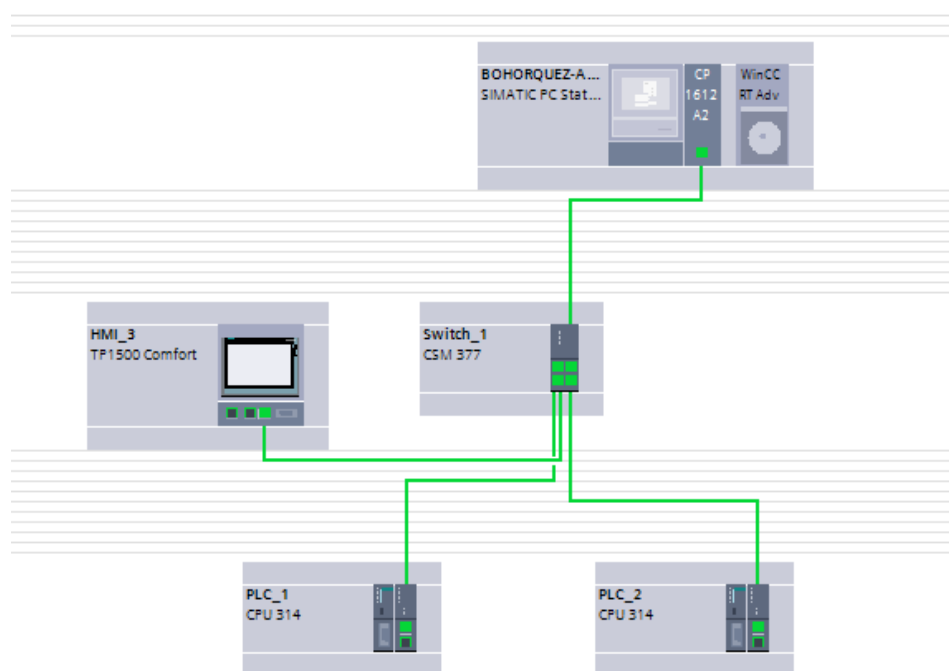 BOHORQUEZ-A...
SIMATIC PC Stat...
CP
1612
A2
WinCC
RT Adv
HMI_3
TP1500 Comfort
Switch_1
CSM 377
PLC_1
CPU 314
PLC_2
CPU 314